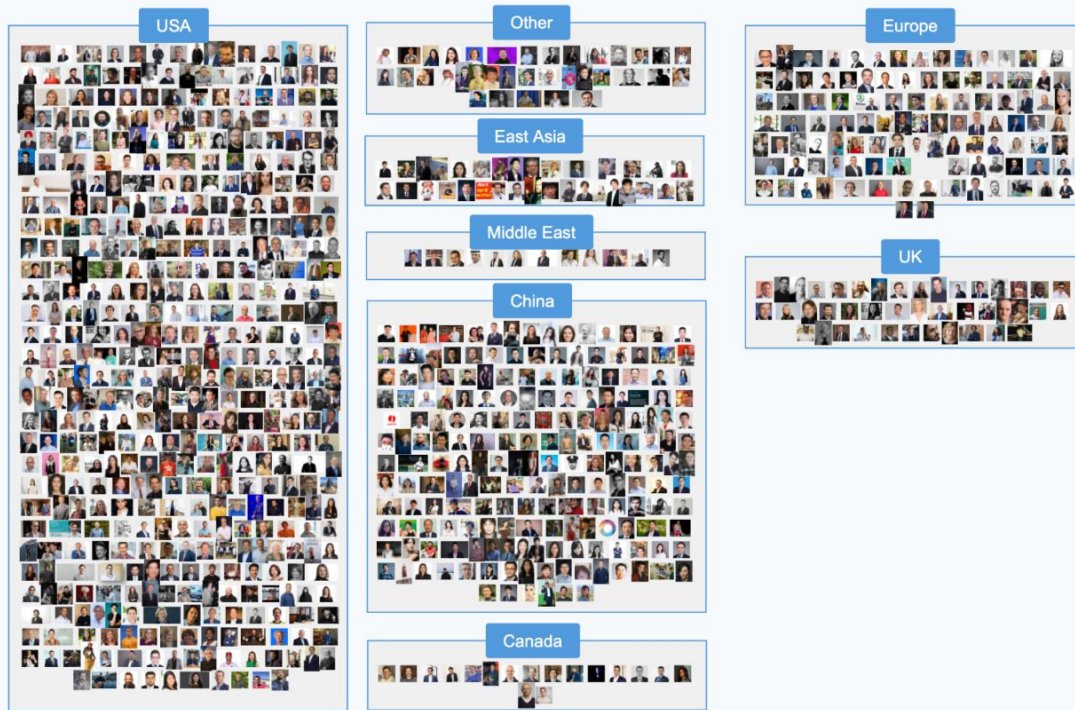 USA
Other
Europe
East Asia
Middle East
UK
China
Canada